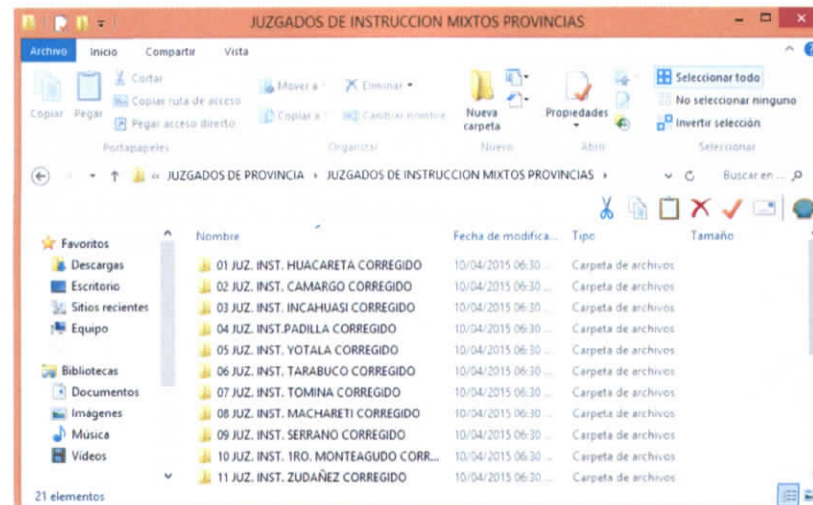 JUZGADOS DE INSTRUCCION MIXTOS PROVINCIAS
Archivo Inicio Compartir Vista
Copiar Pegar Cortar Copiar ruta de acceso Pegar acceso directo
Mover a Copiar a Eliminar Cambiar nombre
Nueva carpeta Propiedades
Seleccionar todo No seleccionar ninguno Invertir selección
Portapapeles Organizar Nuevo Abrir Seleccionar
« JUZGADOS DE PROVINCIA JUZGADOS DE INSTRUCCION MIXTOS PROVINCIAS Buscar en ...
Nombre Fecha de modifica... Tipo Tamaño
Favoritos
Descargas
Escritorio
Sitios recientes
Equipo
Bibliotecas
Documentos
Imágenes
Música
Vídeos
01 JUZ. INST. HUACARETA CORREGIDO 10/04/2015 06:30 ... Carpeta de archivos
02 JUZ. INST. CAMARGO CORREGIDO 10/04/2015 06:30 ... Carpeta de archivos
03 JUZ. INST. INCAHUASI CORREGIDO 10/04/2015 06:30 ... Carpeta de archivos
04 JUZ. INST.PADILLA CORREGIDO 10/04/2015 06:30 ... Carpeta de archivos
05 JUZ. INST. YOTALA CORREGIDO 10/04/2015 06:30 ... Carpeta de archivos
06 JUZ. INST. TARABUCO CORREGIDO 10/04/2015 06:30 ... Carpeta de archivos
07 JUZ. INST. TOMINA CORREGIDO 10/04/2015 06:30 ... Carpeta de archivos
08 JUZ. INST. MACHARETI CORREGIDO 10/04/2015 06:30 ... Carpeta de archivos
09 JUZ. INST. SERRANO CORREGIDO 10/04/2015 06:30 ... Carpeta de archivos
10 JUZ. INST. 1RO. MONTEAGUDO CORR... 10/04/2015 06:30 ... Carpeta de archivos
11 JUZ. INST. ZUDAÑEZ CORREGIDO 10/04/2015 06:30 ... Carpeta de archivos
21 elementos